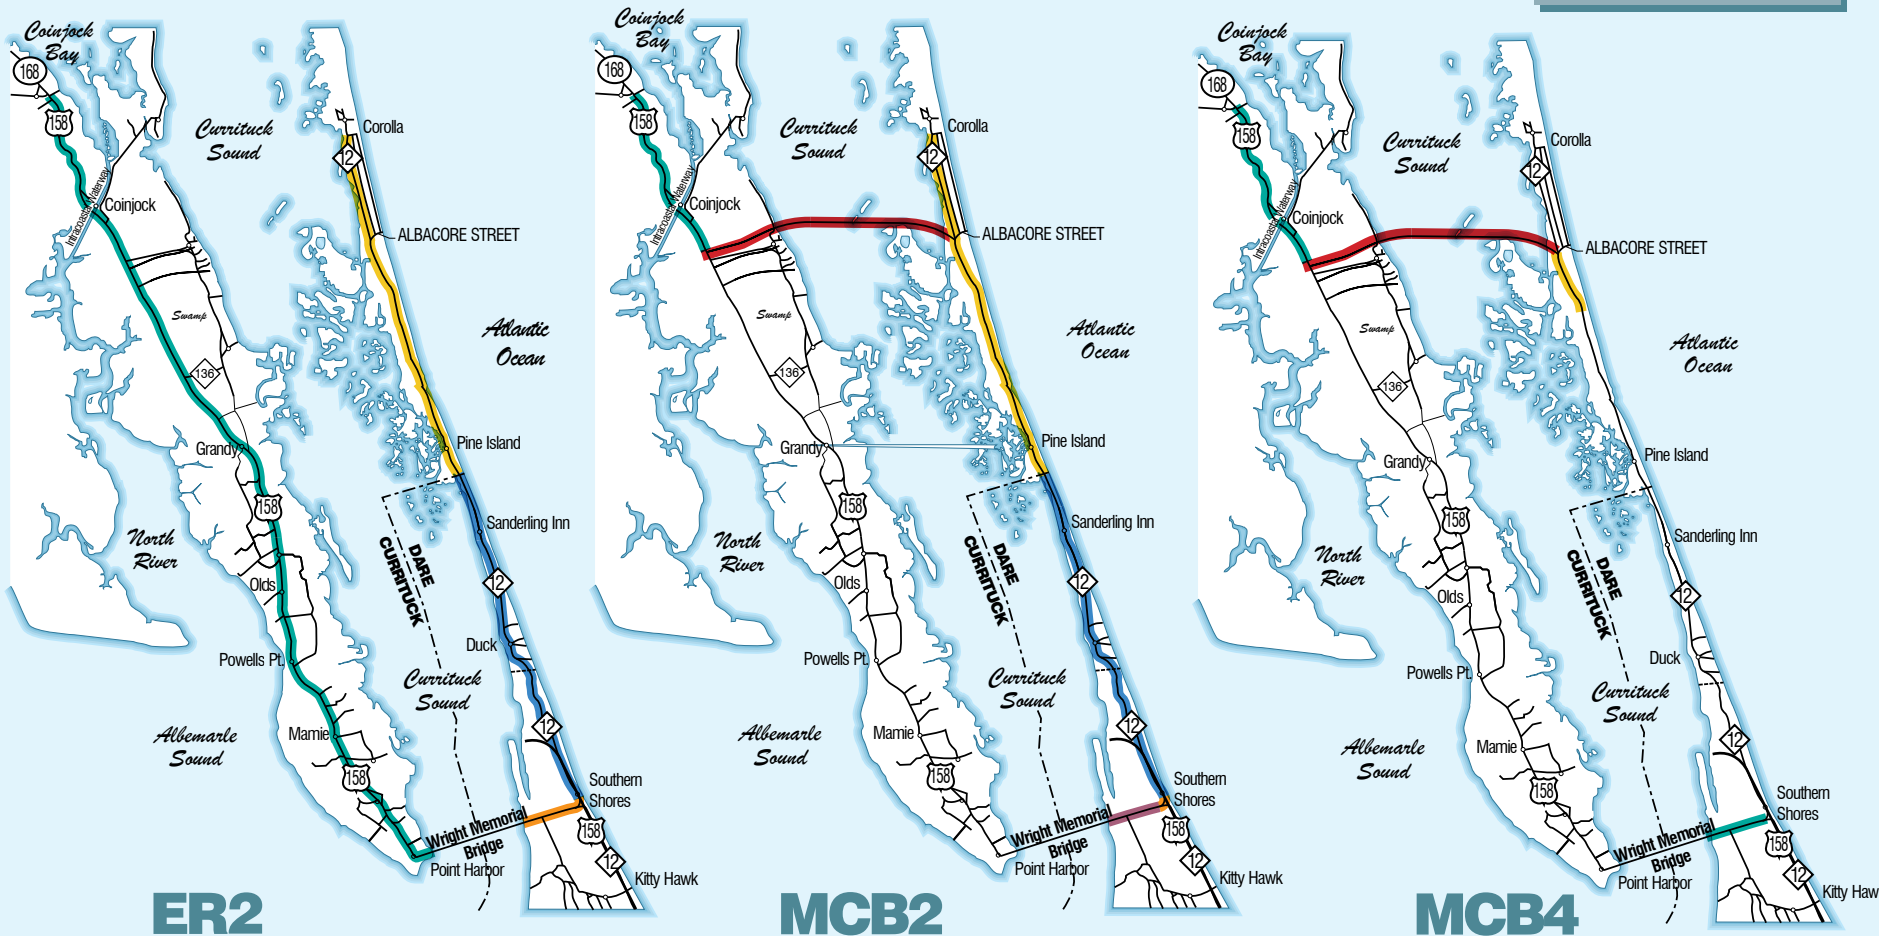 Coinjock
Bay
168
158
Currituck
Sound
Corolla
12
Intracoastal Waterway
Coinjock
ALBACORE STREET
Swamp
Atlantic
Ocean
136
Grandy
Pine Island
158
Sanderling Inn
North
River
DARE
CURRITUCK
Olds
12
Duck
Powells Pt.
Currituck
Sound
12
Albemarle
Sound
Mamie
158
Southern
Shores
Wright Memorial
Bridge
158
Point Harbor
12
Kitty Hawk
ER2
Coinjock
Bay
168
158
Currituck
Sound
Corolla
12
Intracoastal Waterway
Coinjock
ALBACORE STREET
Swamp
Atlantic
Ocean
136
Grandy
Pine Island
158
Sanderling Inn
North
River
DARE
CURRITUCK
Olds
12
Duck
Powells Pt.
Currituck
Sound
12
Albemarle
Sound
Mamie
158
Southern
Shores
Wright Memorial
Bridge
158
Point Harbor
12
Kitty Hawk
MCB2
Coinjock
Bay
168
158
Currituck
Sound
Corolla
12
Intracoastal Waterway
Coinjock
ALBACORE STREET
Swamp
Atlantic
Ocean
136
Grandy
Pine Island
158
Sanderling Inn
North
River
DARE
CURRITUCK
Olds
12
Duck
Powells Pt.
Currituck
Sound
12
Albemarle
Sound
Mamie
158
Southern
Shores
Wright Memorial
Bridge
158
Point Harbor
12
Kitty Haw
MCB4